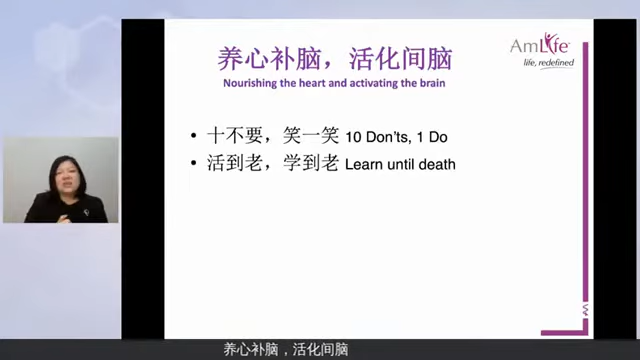 养心补脑，活化间脑
Nourishing the heart and activating the brain
AmLife
life, redefined
• 十不要，笑一笑 10 Don'ts, 1 Do
• 活到老，学到老 Learn until death
养心补脑，活化间脑